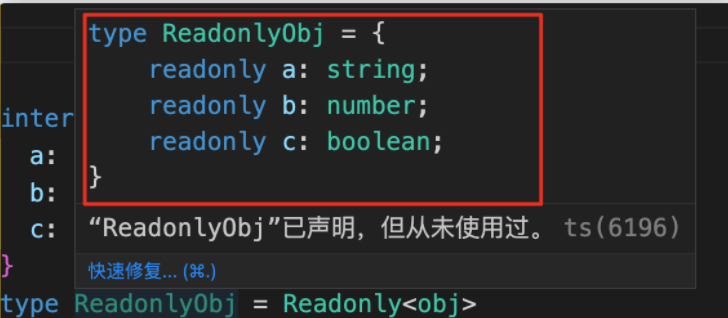 type ReadonlyObj = {
    readonly a: string;
    readonly b: number;
    readonly c: boolean;
}
inter
a:
b:
c:
“ReadonlyObj”已声明，但从未使用过。 ts(6196)
快速修复... (⌘.)
}
type ReadonlyObj = Readonly<obj>